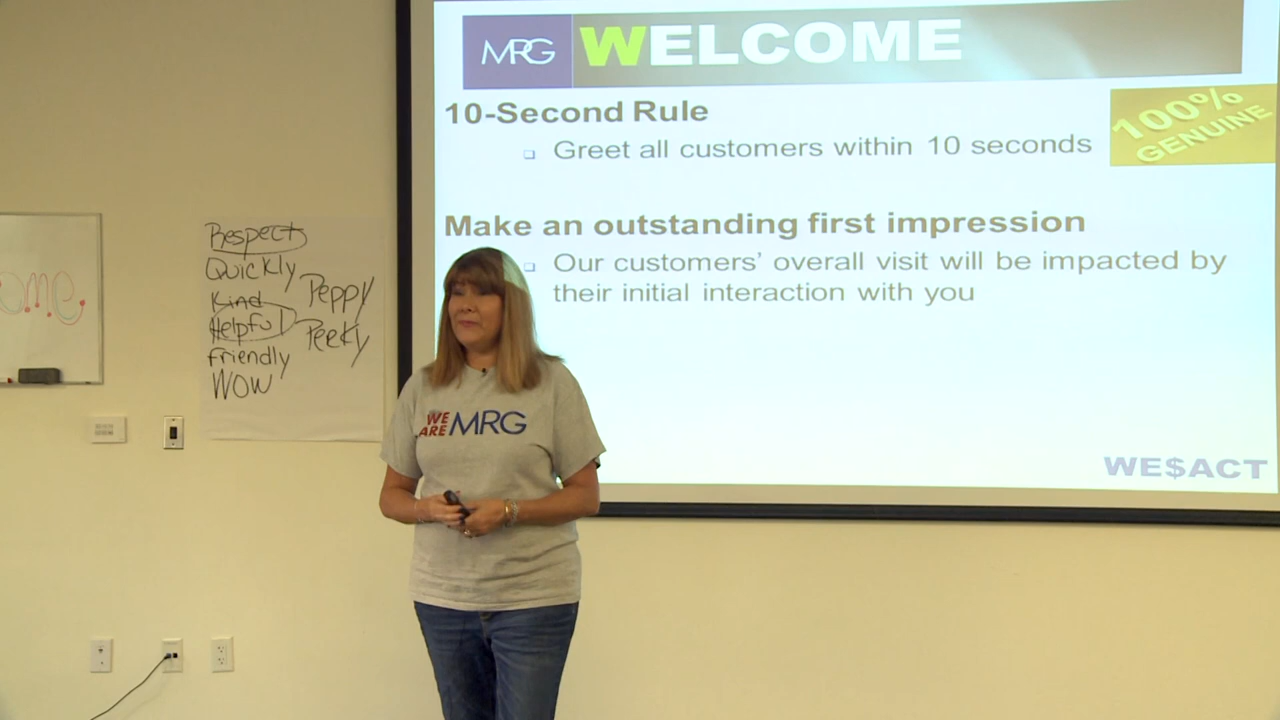 MRG WELCOME
10-Second Rule
Greet all customers within 10 seconds
100%
GENUINE
Make an outstanding first impression
Our customers' overall visit will be impacted by
their initial interaction with you
WE$ACT
Respect
Quickly
Kind
Helpful
Friendly
WOW
Peppy
Perky
ome.
WE
ARE MRG